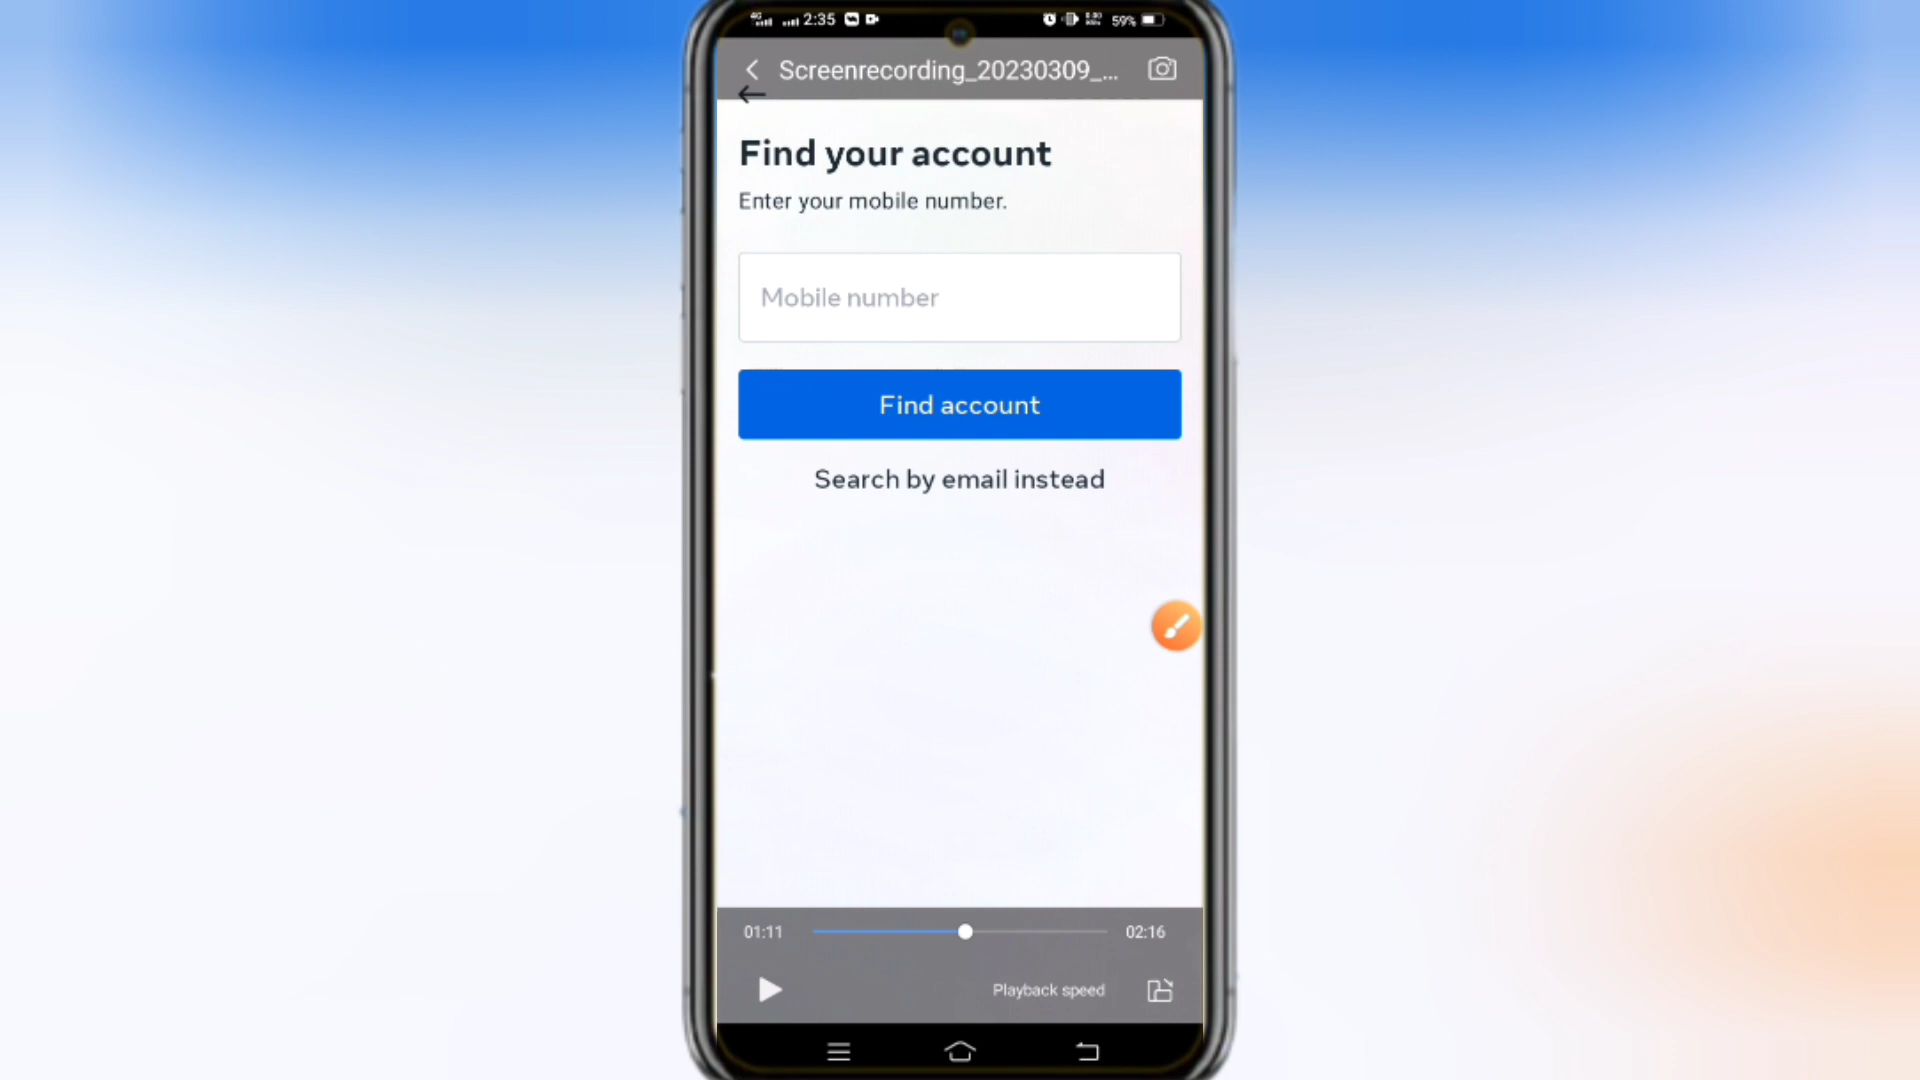 4G 2:35 59%
Screenrecording_20230309_...
Find your account
Enter your mobile number.
Mobile number
Find account
Search by email instead
01:11 02:16
Playback speed